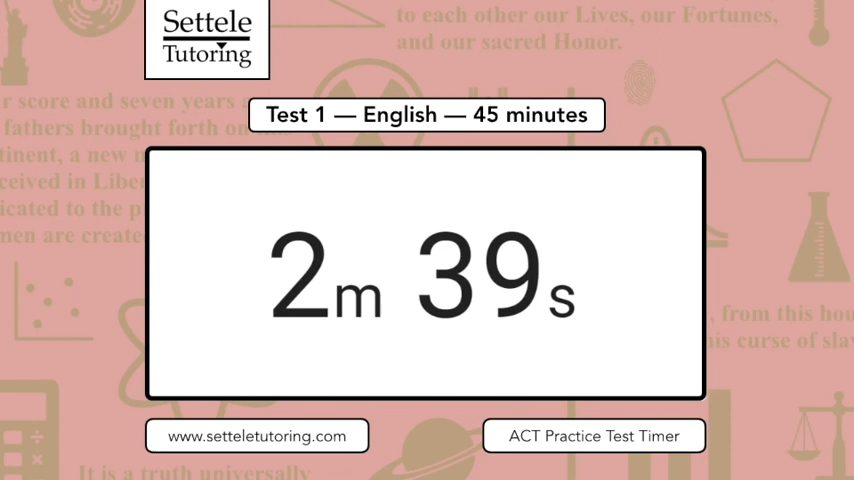 Settele
Tutoring
to each other our Lives, our Fortunes,
and our sacred Honor.
r score and seven years
fathers brought forth on
tinent, a new
ceived in Liber
icated to the
men are create
Test 1 — English — 45 minutes
2m 39s
, from this hou
his curse of slav
www.setteletutoring.com
ACT Practice Test Timer
It is a truth universally